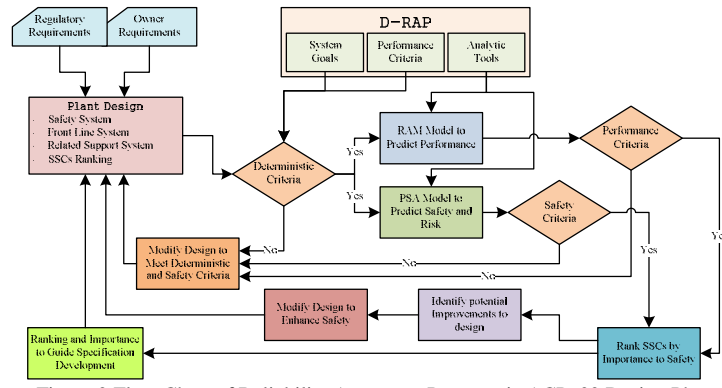 Regulatory
Requirements
Owner
Requirements
D-RAP
System
Goals
Performance
Criteria
Analytic
Tools
Plant Design
Safety System
Front Line System
Related Support System
SSCs Ranking
Deterministic
Criteria
Yes
Yes
RAM Model to
Predict Performance
Performance
Criteria
PSA Model to
Predict Safety and
Risk
Safety
Criteria
Yes
No
No
No
Modify Design to
Meet Deterministic
and Safety Criteria
Modify Design to
Enhance Safety
Identify potential
Improvements to
design
Ranking and Importance
to Guide Specification
Development
Rank SSCs by
Importance to Safety